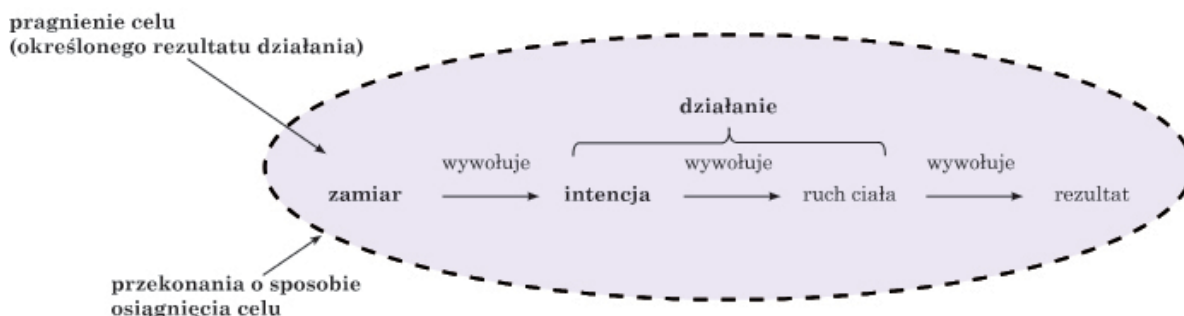 pragnienie celu
(określonego rezultatu działania)
działanie
wywołuje wywołuje wywołuje
zamiar intencja ruch ciała rezultat
przekonania o sposobie
osiągnięcia celu